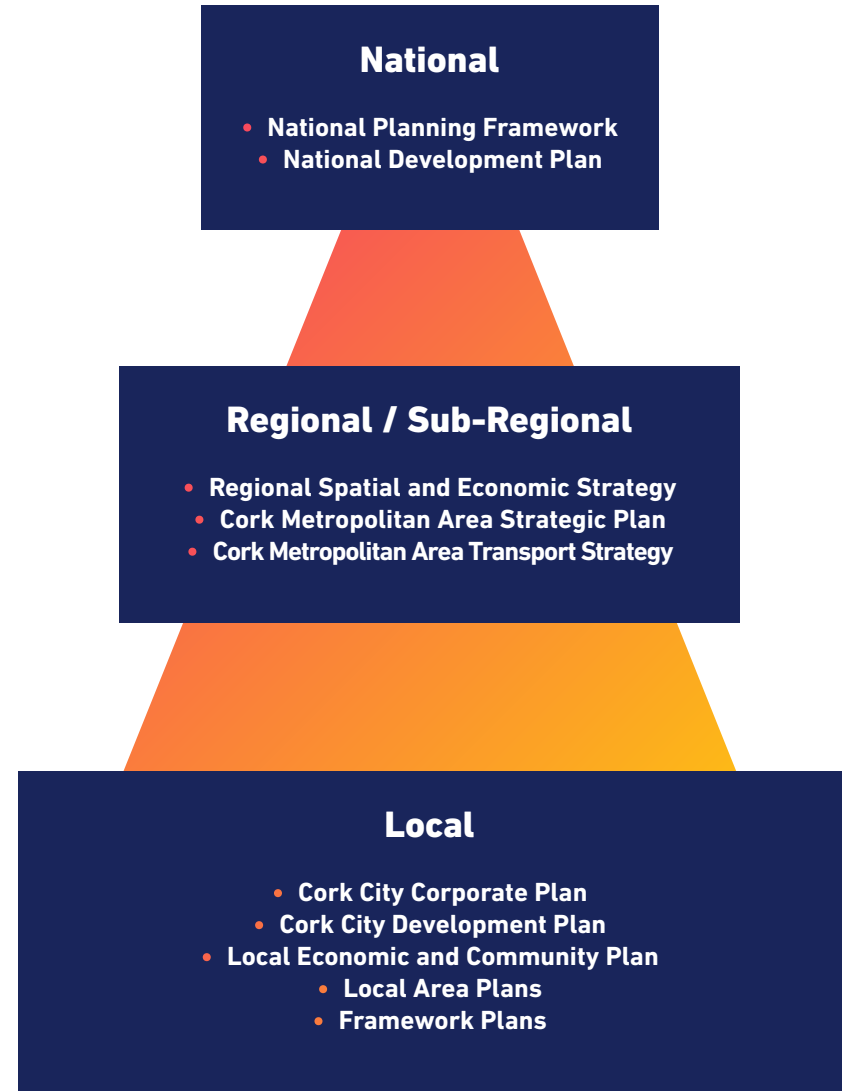 National
• National Planning Framework
• National Development Plan
Regional / Sub-Regional
• Regional Spatial and Economic Strategy
• Cork Metropolitan Area Strategic Plan
• Cork Metropolitan Area Transport Strategy
Local
• Cork City Corporate Plan
• Cork City Development Plan
• Local Economic and Community Plan
• Local Area Plans
• Framework Plans